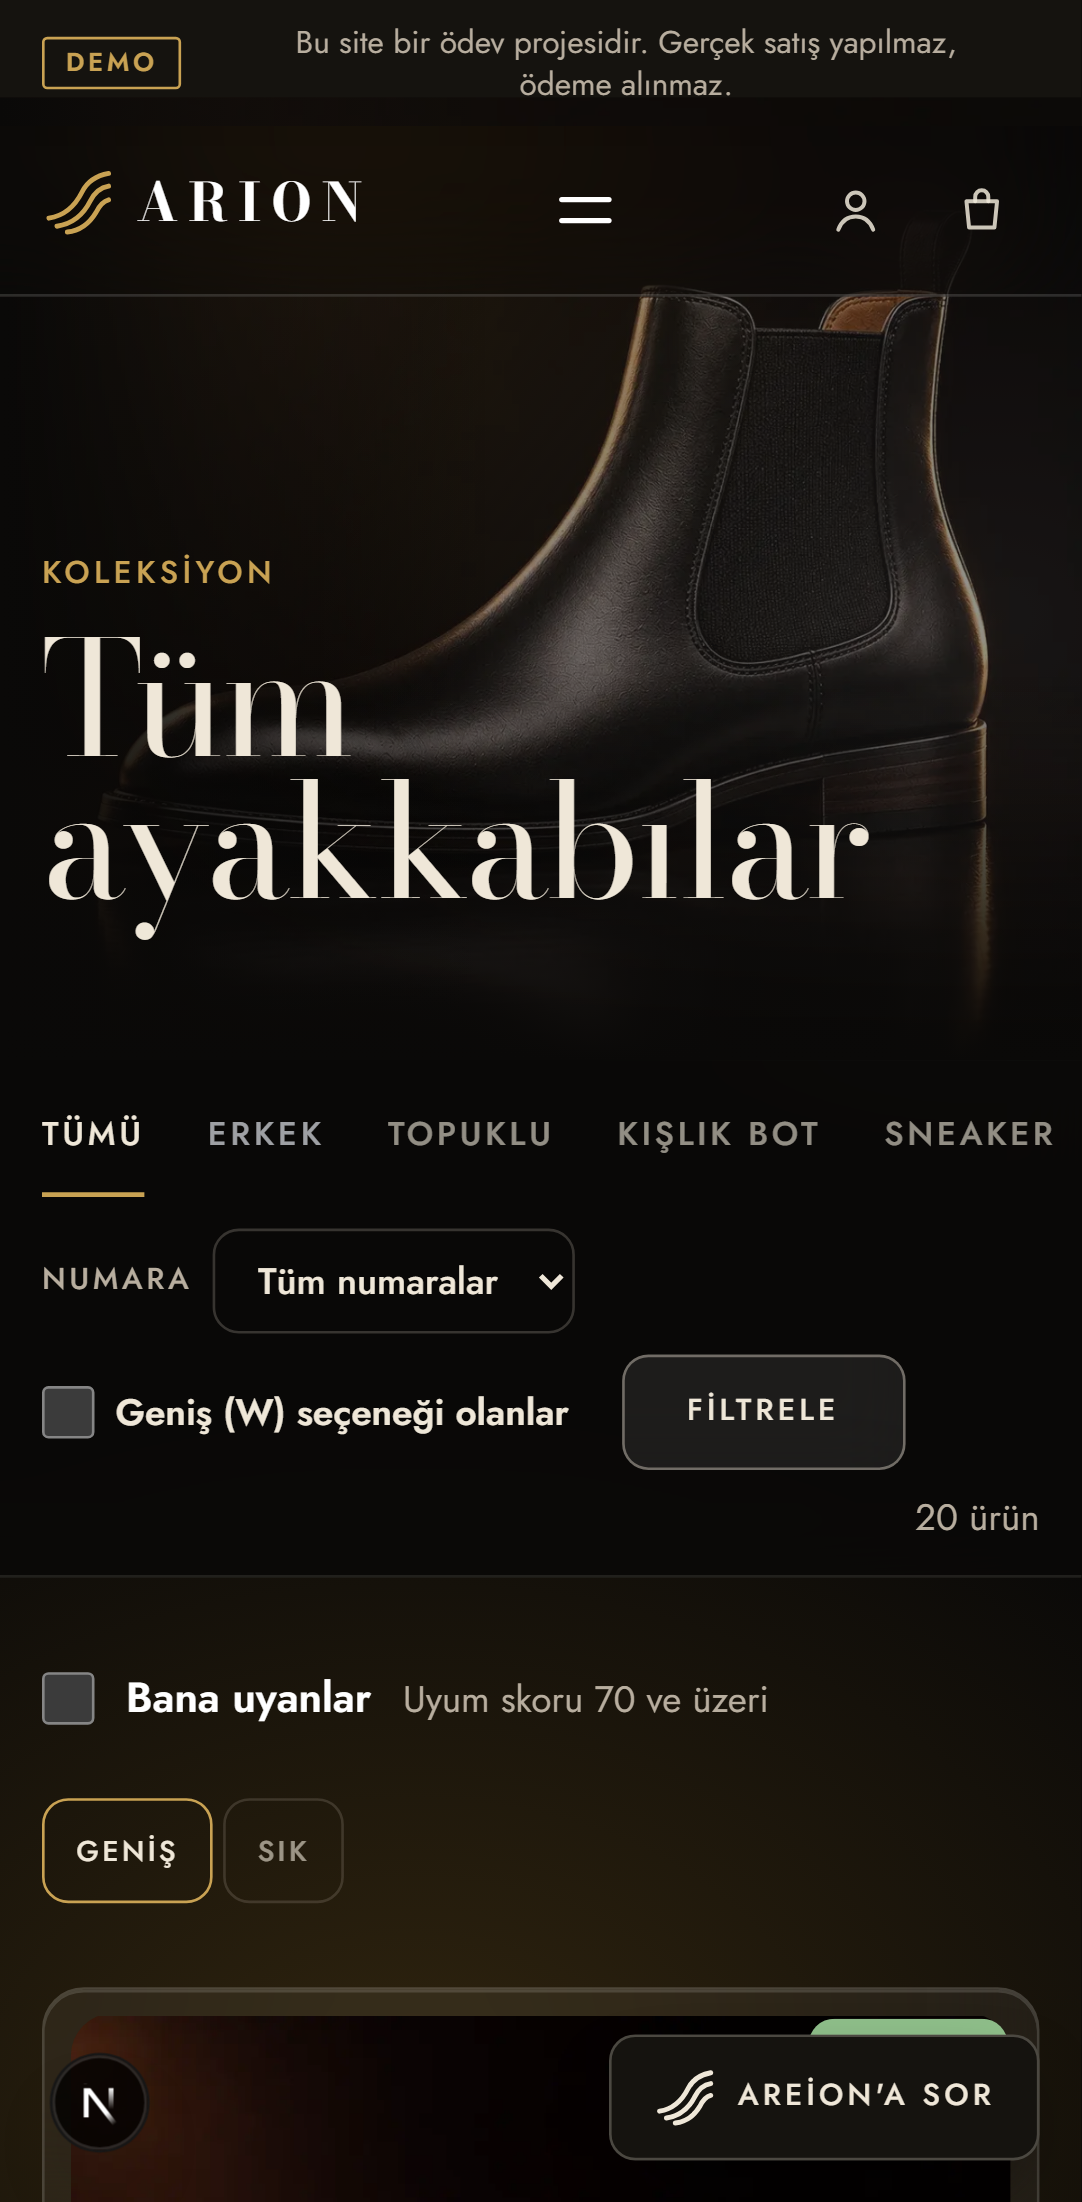 DEMO
Bu site bir ödev projesidir. Gerçek satış yapılmaz,
ödeme alınmaz.
ARION
KOLEKSİYON
Tüm
ayakkabılar
TÜMÜ ERKEK TOPUKLU KIŞLIK BOT SNEAKER
NUMARA Tüm numaralar
Geniş (W) seçeneği olanlar FİLTRELE
20 ürün
Bana uyanlar Uyum skoru 70 ve üzeri
GENİŞ SIK
N AREİON'A SOR